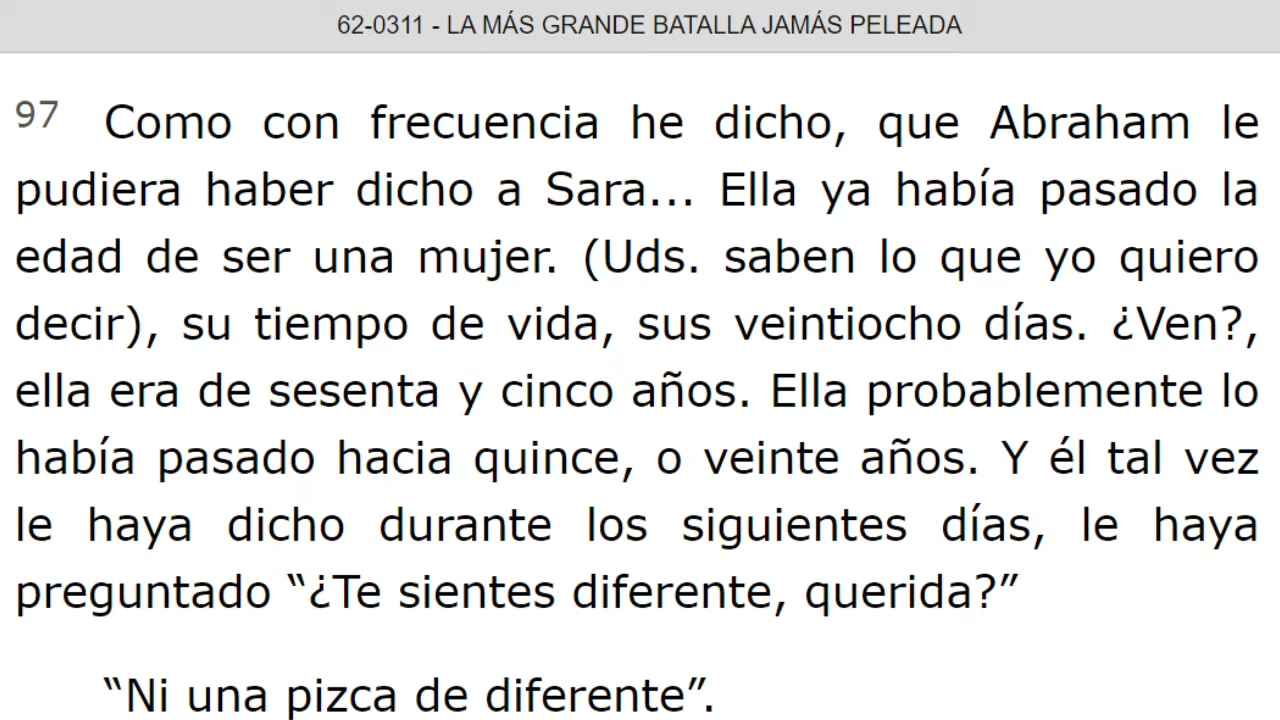 62-0311 - LA MÁS GRANDE BATALLA JAMÁS PELEADA
97 Como con frecuencia he dicho, que Abraham le
pudiera haber dicho a Sara... Ella ya había pasado la
edad de ser una mujer. (Uds. saben lo que yo quiero
decir), su tiempo de vida, sus veintiocho días. ¿Ven?,
ella era de sesenta y cinco años. Ella probablemente lo
había pasado hacia quince, o veinte años. Y él tal vez
le haya dicho durante los siguientes días, le haya
preguntado “¿Te sientes diferente, querida?”
“Ni una pizca de diferente”.